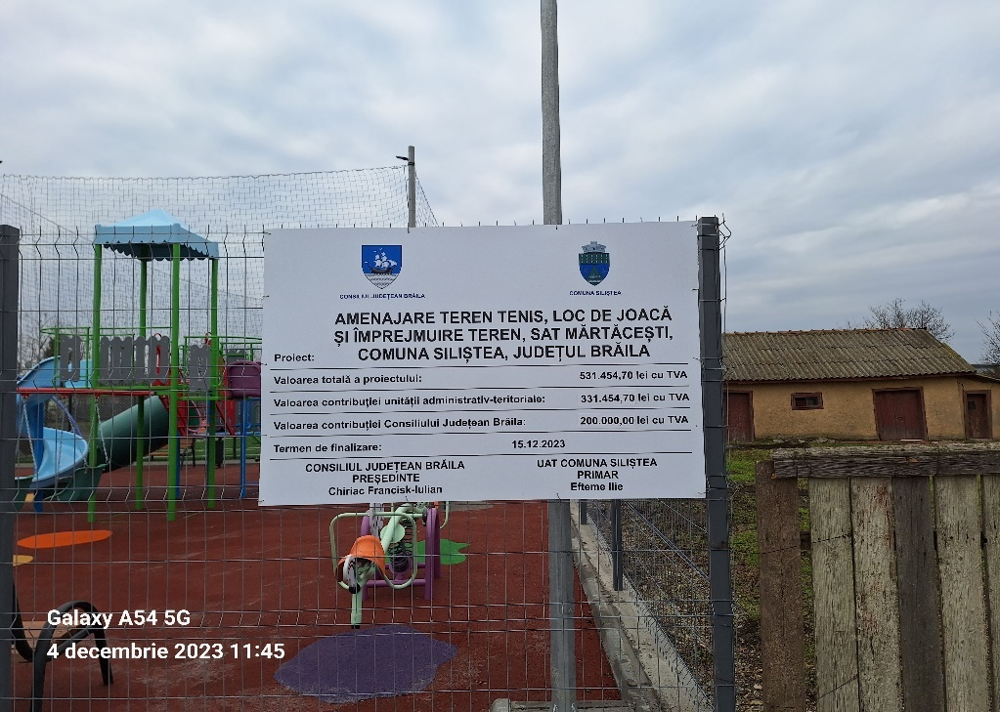 CONSILIUL JUDEȚEAN BRĂILA
COMUNA SILIȘTEA
AMENAJARE TEREN TENIS, LOC DE JOACĂ
ȘI ÎMPREJMUIRE TEREN, SAT MĂRTĂCEȘTI,
COMUNA SILIȘTEA, JUDEȚUL BRĂILA
Proiect:
Valoarea totală a proiectului: 531.454,70 lei cu TVA
Valoarea contribuției unității administrativ-teritoriale: 331.454,70 lei cu TVA
Valoarea contribuției Consiliului Județean Brăila: 200.000,00 lei cu TVA
Termen de finalizare: 15.12.2023
CONSILIUL JUDEȚEAN BRĂILA
PREȘEDINTE
Chiriac Francisk-Iulian
UAT COMUNA SILIȘTEA
PRIMAR
Efteme Ilie
Galaxy A54 5G
4 decembrie 2023 11:45